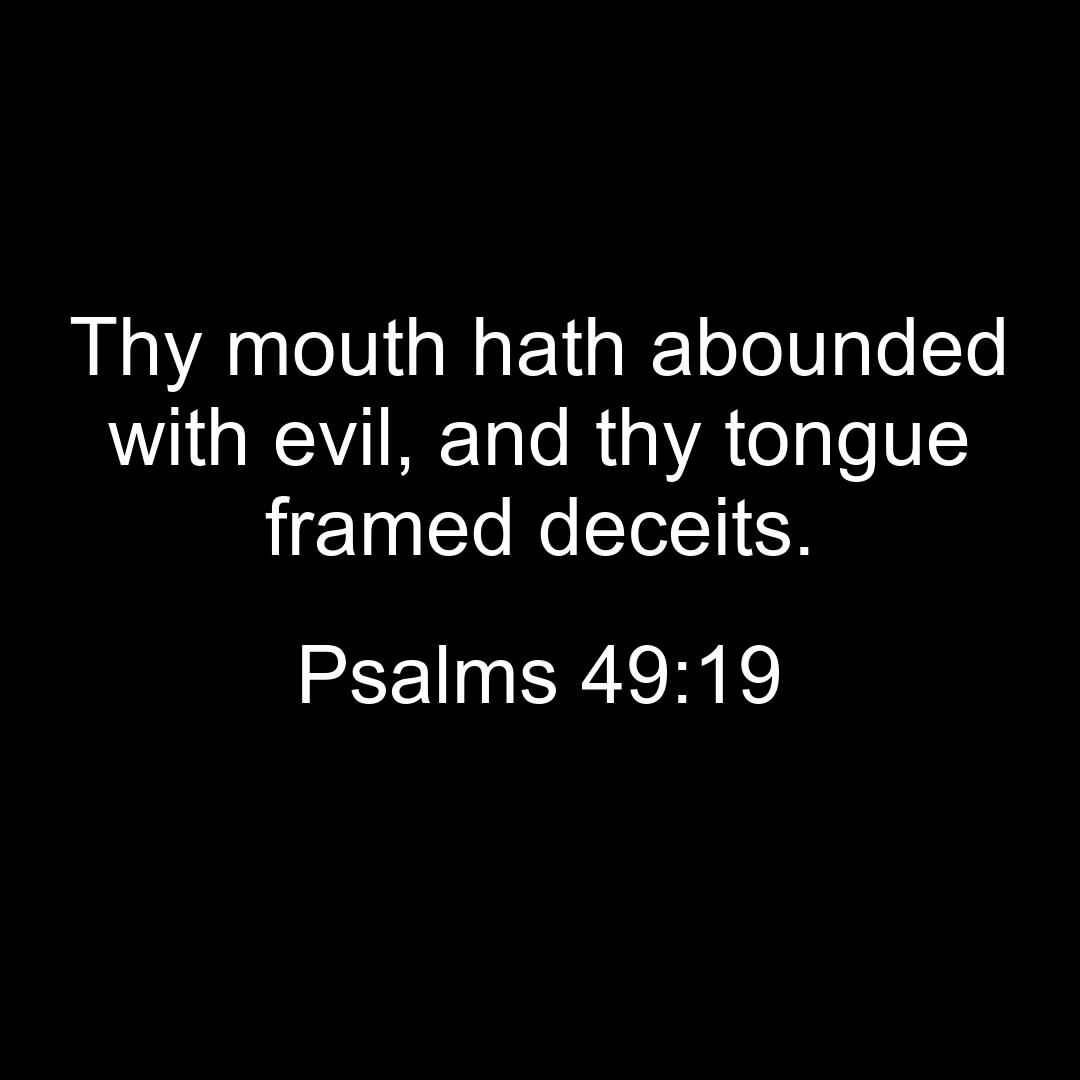 Thy mouth hath abounded
with evil, and thy tongue
framed deceits.
Psalms 49:19